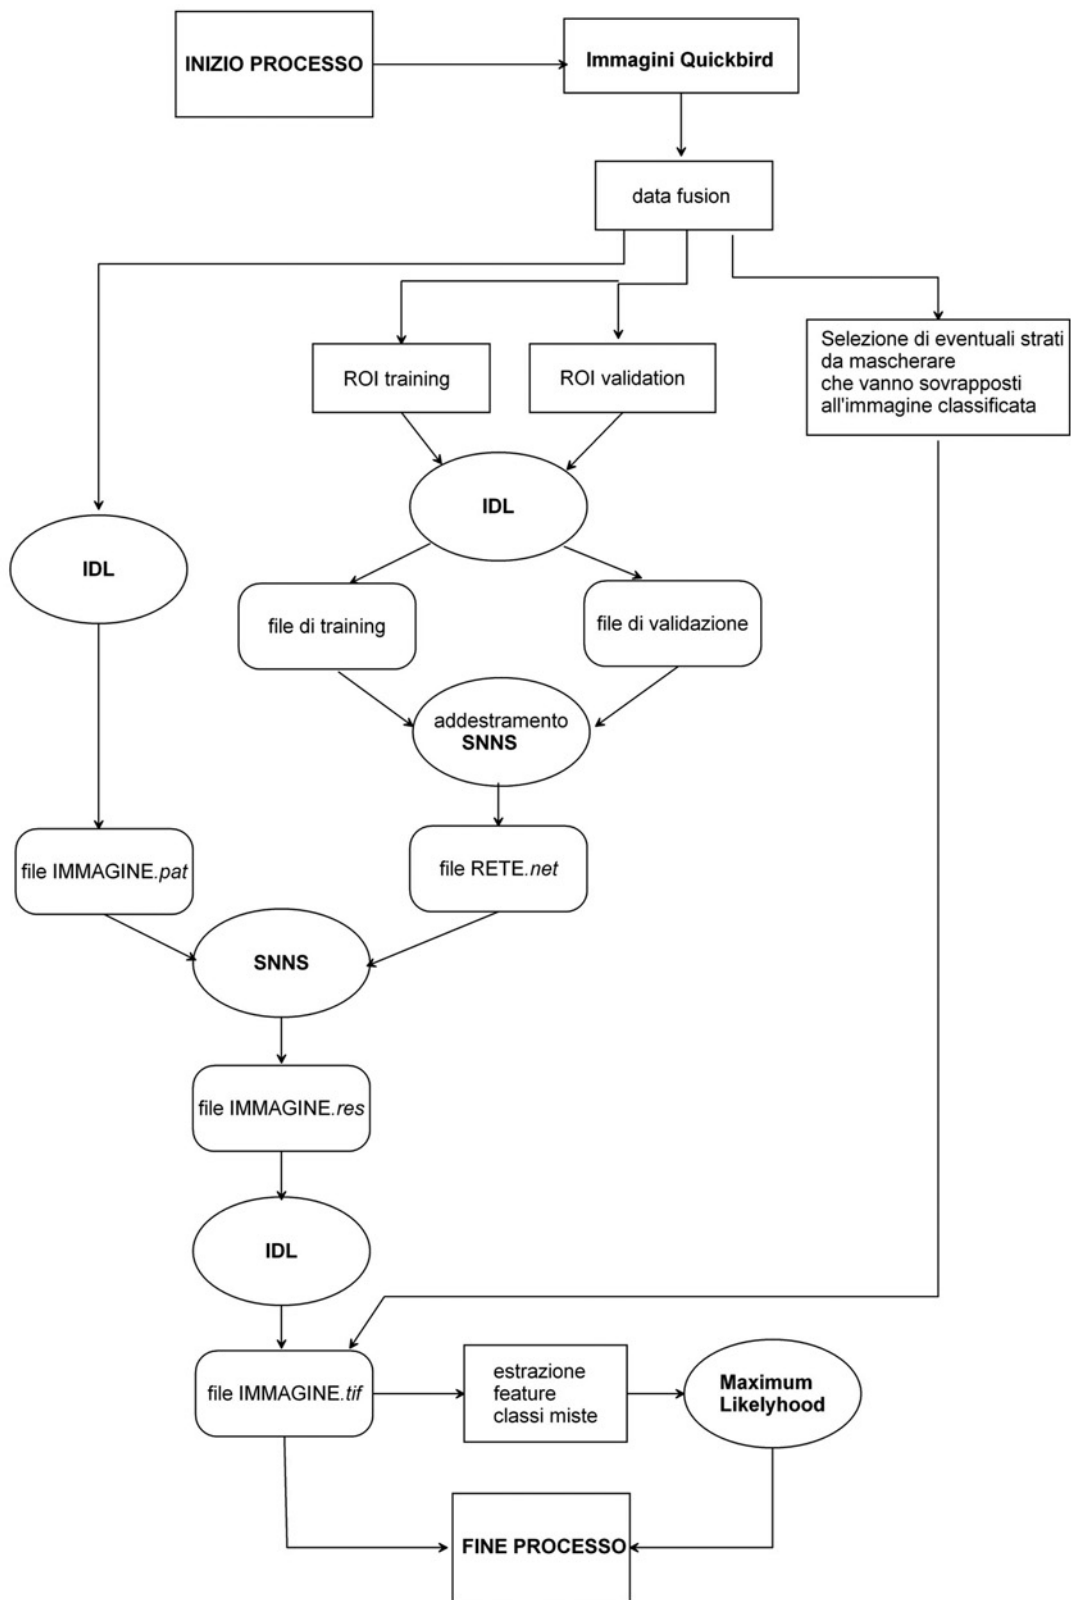 INIZIO PROCESSO
Immagini Quickbird
data fusion
ROI training
ROI validation
Selezione di eventuali strati
da mascherare
che vanno sovrapposti
all'immagine classificata
IDL
IDL
file di training
file di validazione
addestramento
SNNS
file IMMAGINE.pat
file RETE.net
SNNS
file IMMAGINE.res
IDL
file IMMAGINE.tif
estrazione
feature
classi miste
Maximum
Likelyhood
FINE PROCESSO